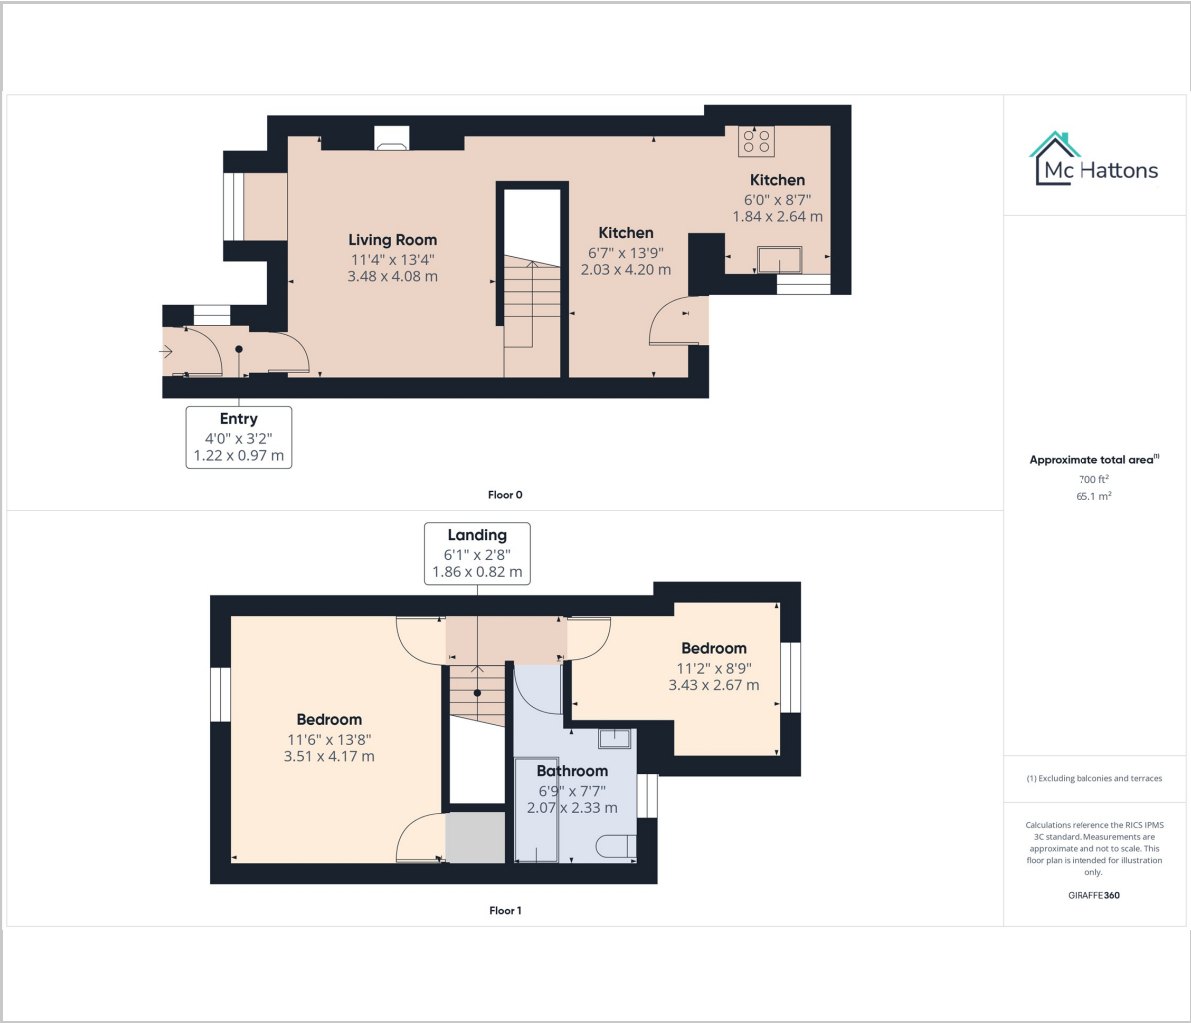 Living Room
11'4" x 13'4"
3.48 x 4.08 m
Kitchen
6'7" x 13'9"
2.03 x 4.20 m
Kitchen
6'0" x 8'7"
1.84 x 2.64 m
Entry
4'0" x 3'2"
1.22 x 0.97 m
Floor 0
Landing
6'1" x 2'8"
1.86 x 0.82 m
Bedroom
11'6" x 13'8"
3.51 x 4.17 m
Bathroom
6'9" x 7'7"
2.07 x 2.33 m
Bedroom
11'2" x 8'9"
3.43 x 2.67 m
Floor 1
Mc Hattons
Approximate total area(1)
700 ft²
65.1 m²
(1) Excluding balconies and terraces
Calculations reference the RICS IPMS
3C standard. Measurements are
approximate and not to scale. This
floor plan is intended for illustration
only.
GIRAFFE360